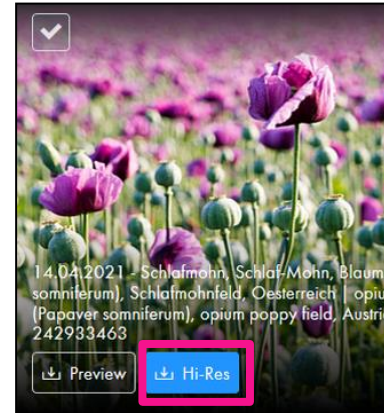 14.04.2021 - Schlafmohn, Schlaf-Mohn, Blaum
somniferum), Schlafmohnfeld, Oesterreich | opiu
(Papaver somniferum), opium poppy field, Austri
242933463
Preview
Hi-Res